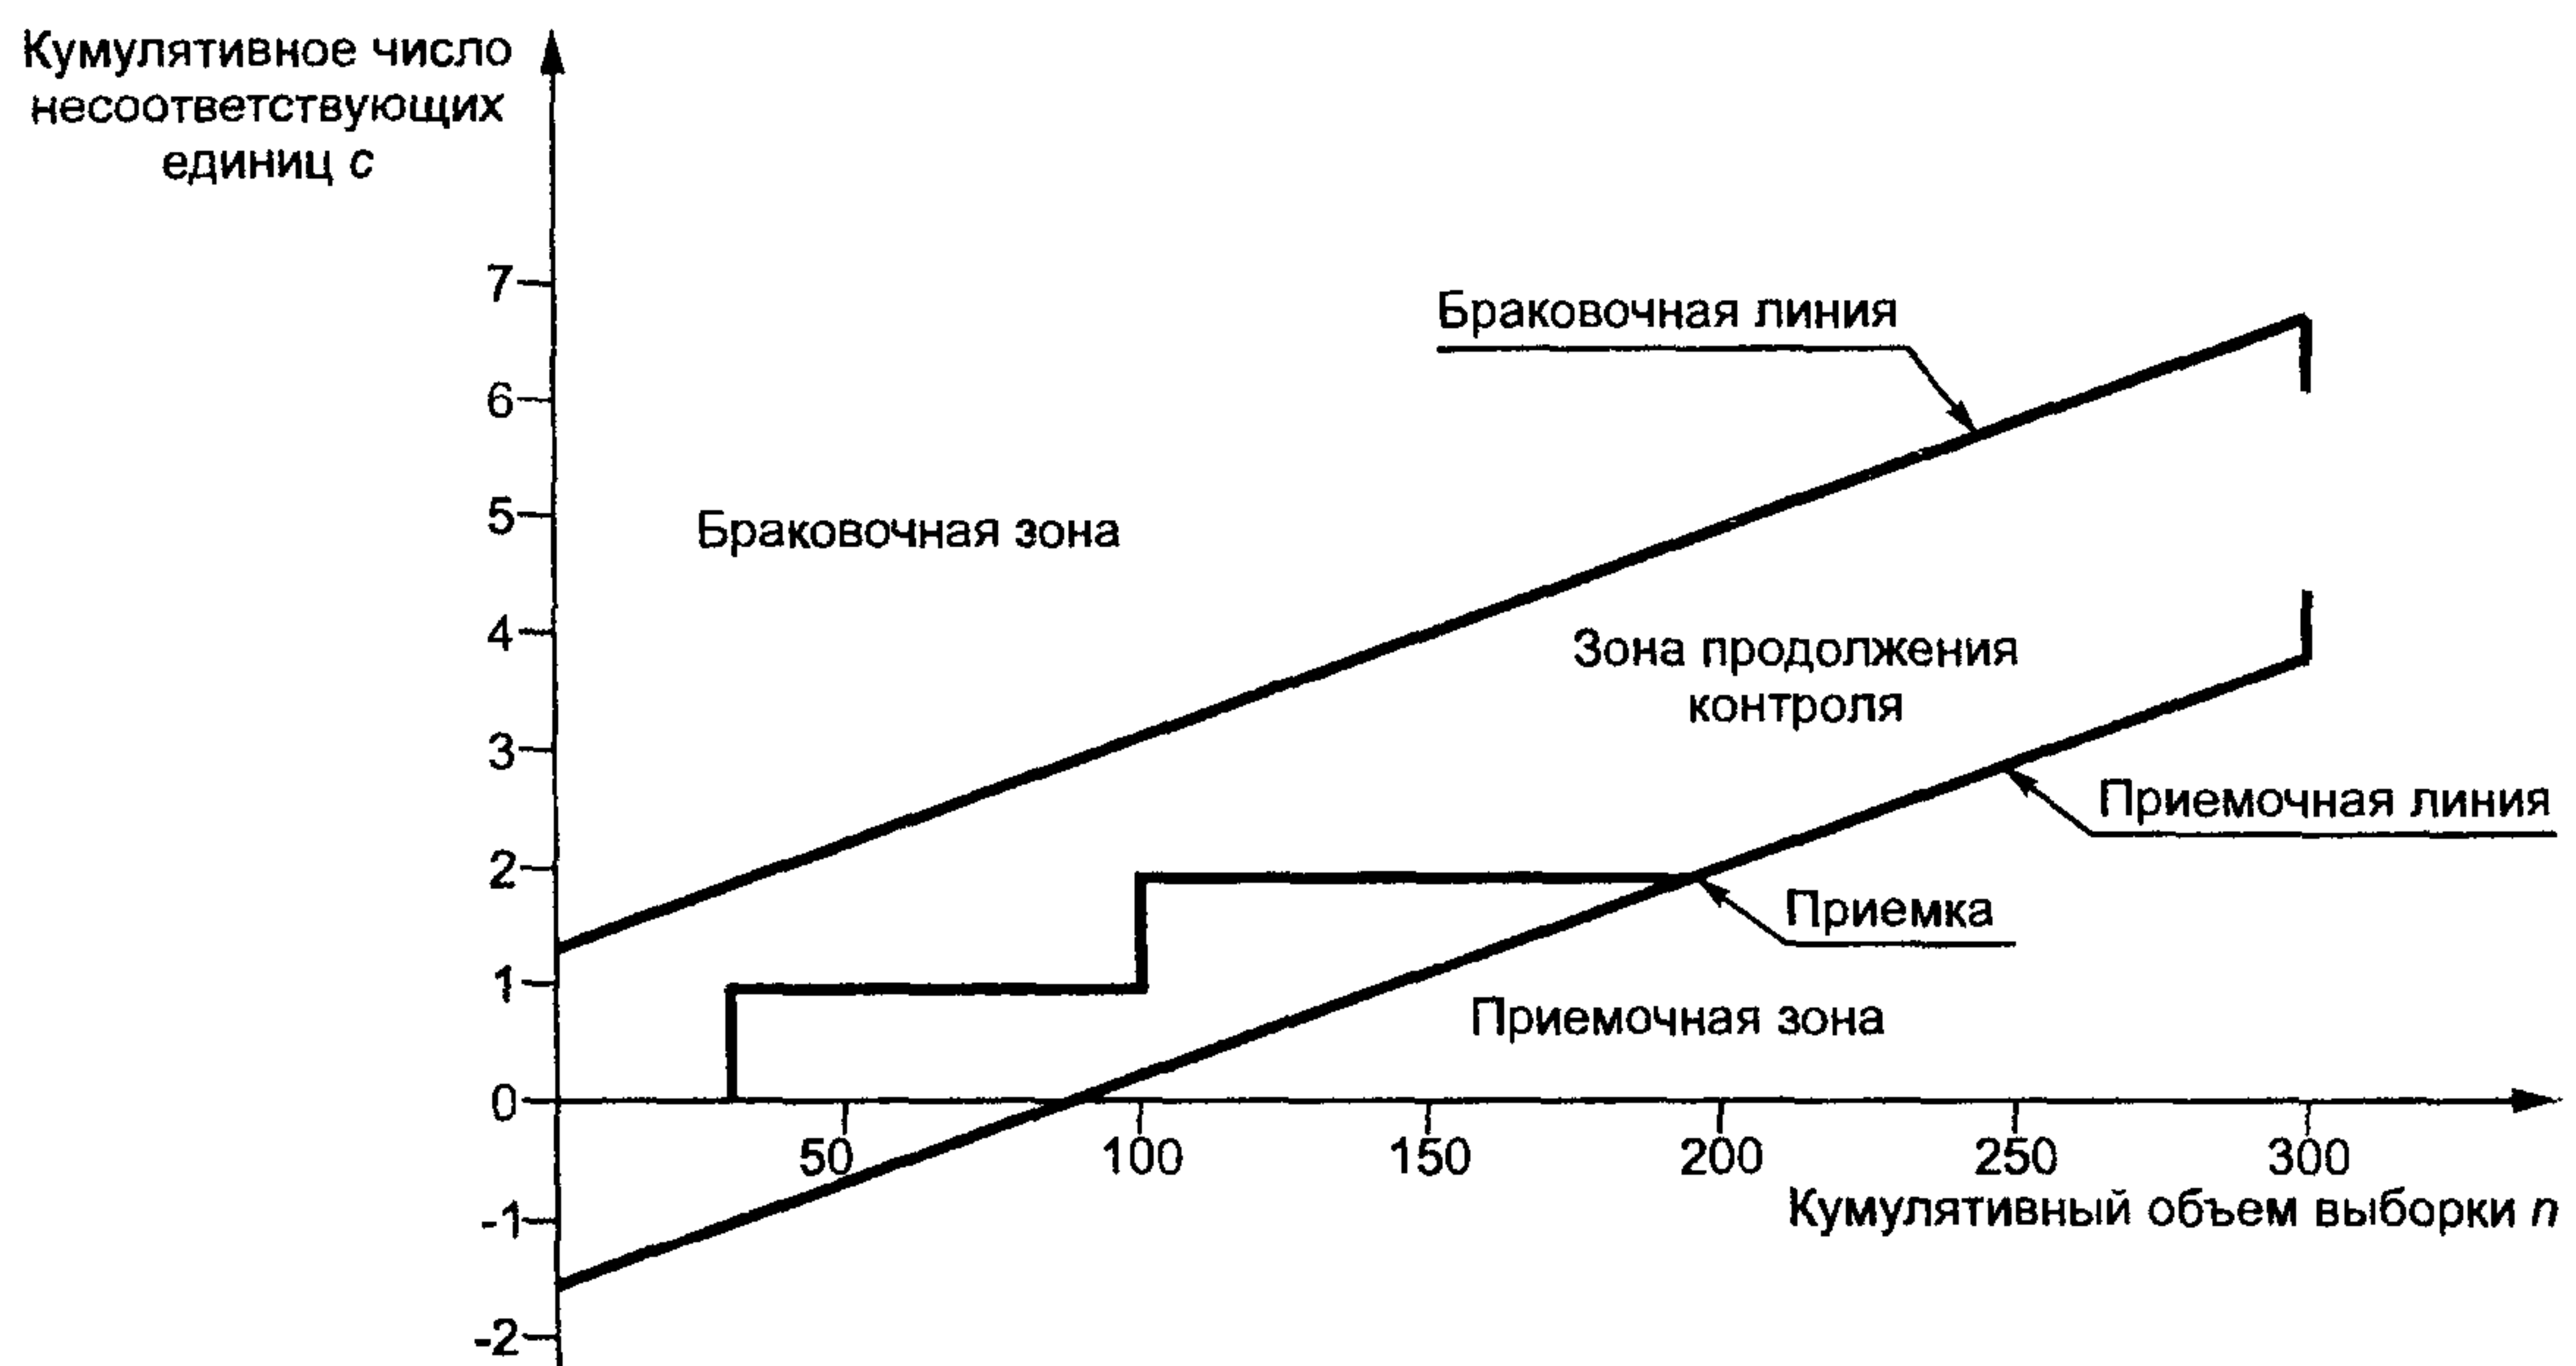 Кумулятивное число
несоответствующих
единиц c
7
6
5
4
3
2
1
0
-1
-2
Браковочная линия
Браковочная зона
Зона продолжения
контроля
Приемочная линия
Приемка
Приемочная зона
50
100
150
200
250
300
Кумулятивный объем выборки n